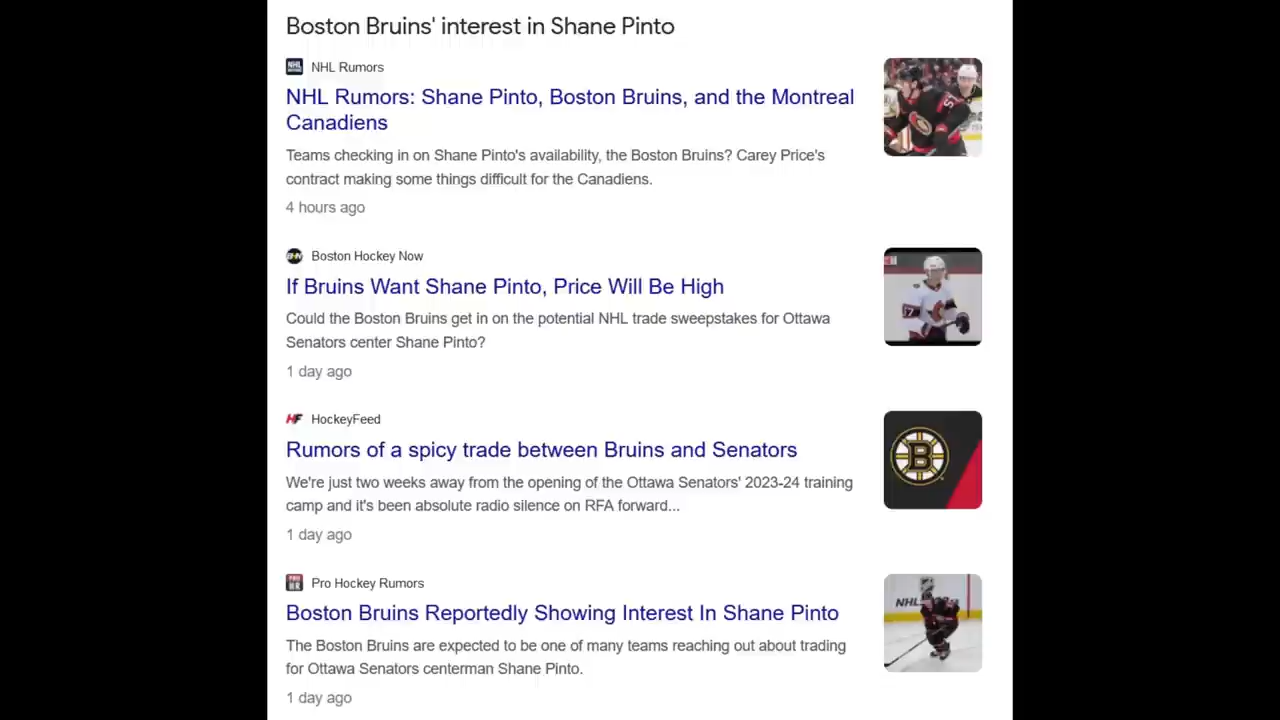 Boston Bruins' interest in Shane Pinto
NHL Rumors
NHL Rumors: Shane Pinto, Boston Bruins, and the Montreal
Canadiens
Teams checking in on Shane Pinto's availability, the Boston Bruins? Carey Price's
contract making some things difficult for the Canadiens.
4 hours ago
Boston Hockey Now
If Bruins Want Shane Pinto, Price Will Be High
Could the Boston Bruins get in on the potential NHL trade sweepstakes for Ottawa
Senators center Shane Pinto?
1 day ago
HockeyFeed
Rumors of a spicy trade between Bruins and Senators
We're just two weeks away from the opening of the Ottawa Senators' 2023-24 training
camp and it's been absolute radio silence on RFA forward...
1 day ago
B
Pro Hockey Rumors
Boston Bruins Reportedly Showing Interest In Shane Pinto
The Boston Bruins are expected to be one of many teams reaching out about trading
for Ottawa Senators centerman Shane Pinto.
1 day ago
NHL